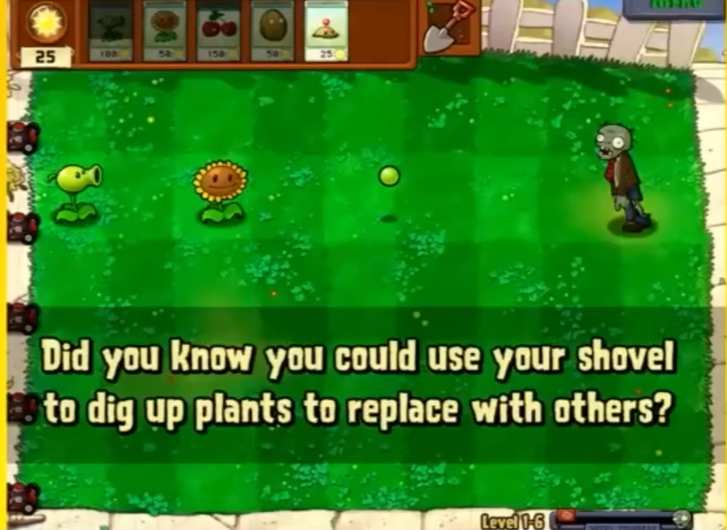 MENU
25
100
50
150
50
25
Did you know you could use your shovel
to dig up plants to replace with others?
Level 1-6